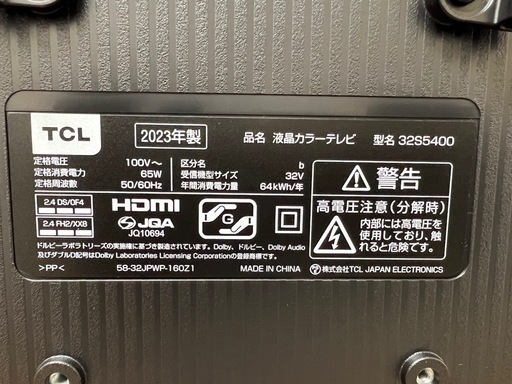 TCL 2023年製 品名 液晶カラーテレビ 型名 32S5400
定格電圧 100V～ 区分名 b
定格消費電力 65W 受信機型サイズ 32V
定格周波数 50/60Hz 年間消費電力量 64kWh/年
2.4 DS/OF4 HDMI
2.4 FH2/XXB JQA
JQ10694
G
ドルビーラボラトリーズの実施権に基づき製造されています。Dolby、ドルビー、Dolby Audio
及びダブルD記号はDolby Laboratories Licensing Corporationの登録商標です。
>PP< 58-32JPWP-160Z1 MADE IN CHINA
警告
高電圧注意（分解時）
内部には高電圧を
使用しており、触れ
ると危険です。
株式会社TCL JAPAN ELECTRONICS